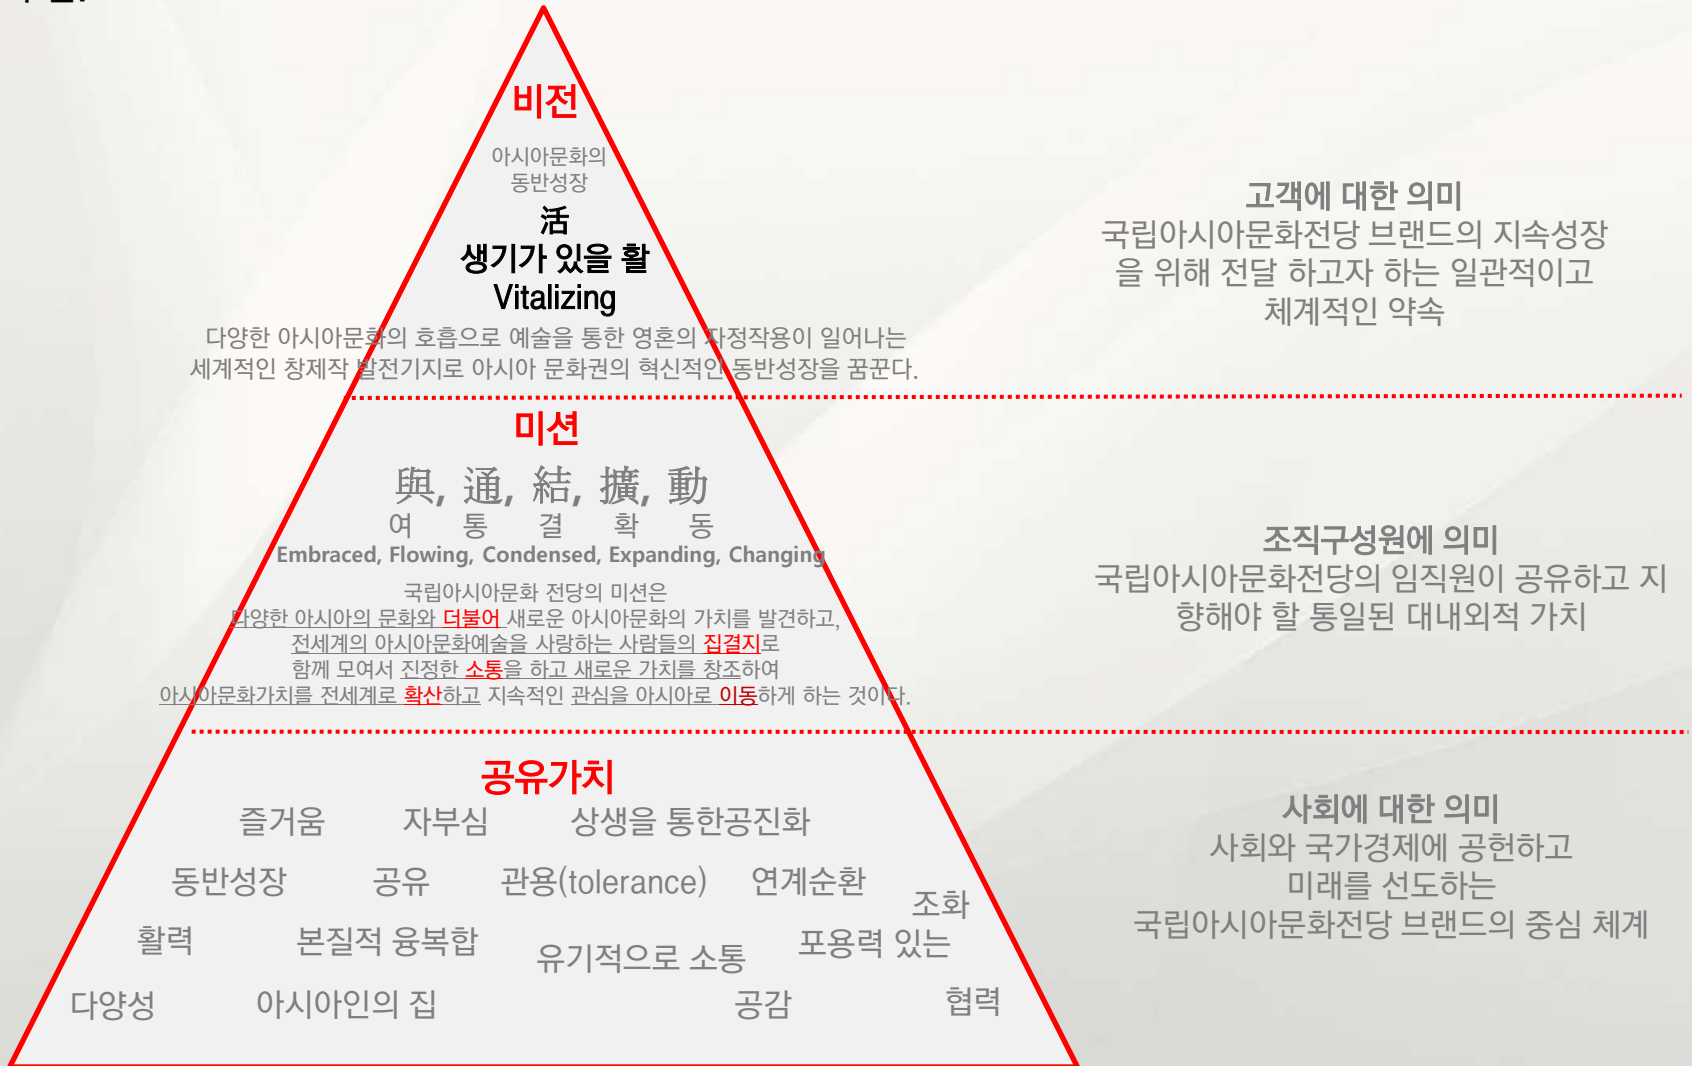 비전
아시아문화의
동반성장
活
생기가 있을 활
Vitalizing
다양한 아시아문화의 호흡으로 예술을 통한 영혼의 자정작용이 일어나는
세계적인 창제작 발전기지로 아시아 문화권의 혁신적인 동반성장을 꿈꾼다.
고객에 대한 의미
국립아시아문화전당 브랜드의 지속성장
을 위해 전달 하고자 하는 일관적이고
체계적인 약속
미션
與, 通, 結, 擴, 動
여 통 결 확 동
Embraced, Flowing, Condensed, Expanding, Changing
국립아시아문화 전당의 미션은
다양한 아시아의 문화와 더불어 새로운 아시아문화의 가치를 발견하고,
전세계의 아시아문화예술을 사랑하는 사람들의 집결지로
함께 모여서 진정한 소통을 하고 새로운 가치를 창조하여
아시아문화가치를 전세계로 확산하고 지속적인 관심을 아시아로 이동하게 하는 것이다.
조직구성원에 의미
국립아시아문화전당의 임직원이 공유하고 지
향해야 할 통일된 대내외적 가치
공유가치
즐거움 자부심 상생을 통한공진화
동반성장 공유 관용(tolerance) 연계순환
조화
활력 본질적 융복합 유기적으로 소통 포용력 있는
다양성 아시아인의 집 공감 협력
사회에 대한 의미
사회와 국가경제에 공헌하고
미래를 선도하는
국립아시아문화전당 브랜드의 중심 체계